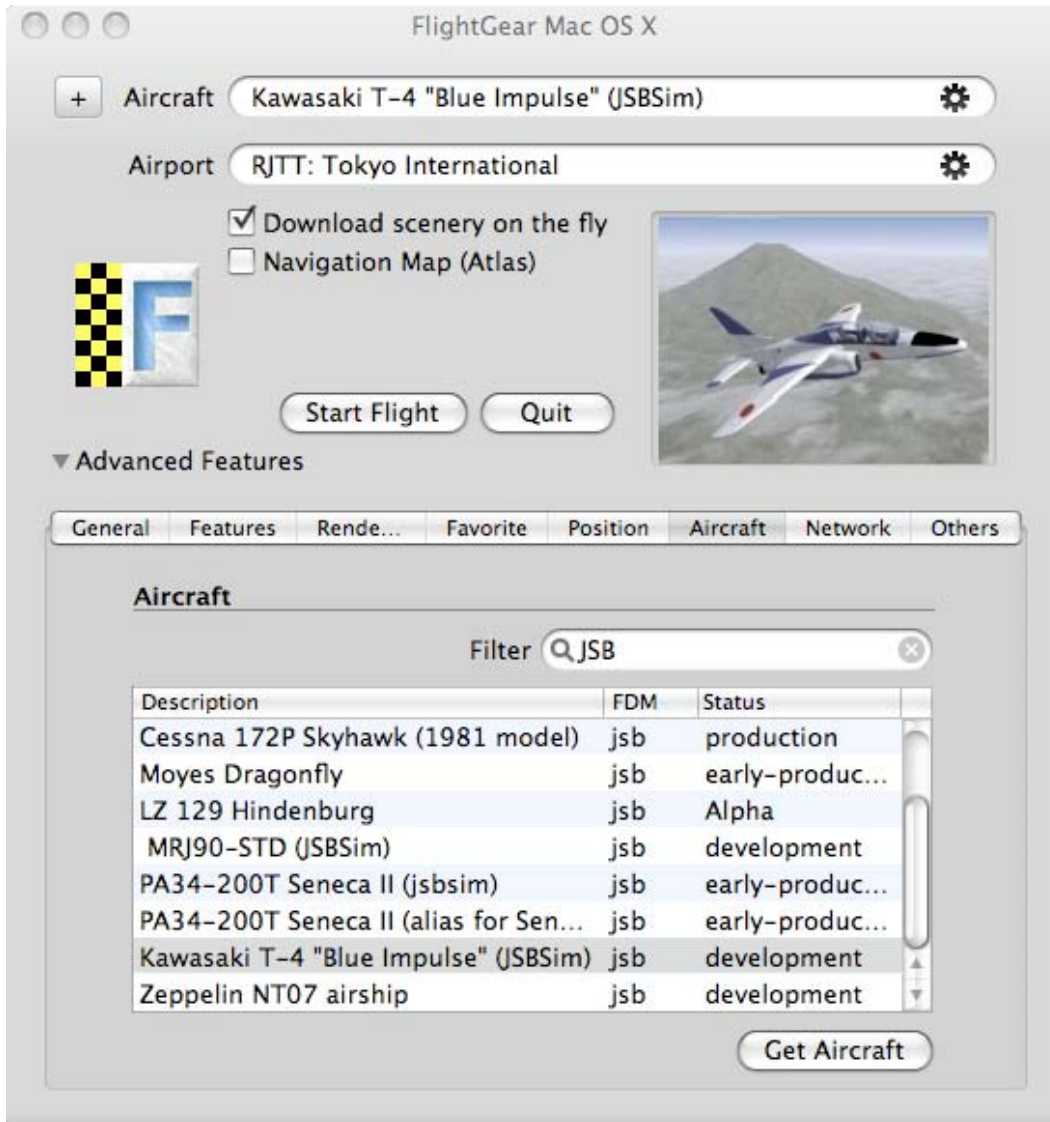 FlightGear Mac OS X
+ Aircraft Kawasaki T-4 "Blue Impulse" (JSBSim)
Airport RJTT: Tokyo International
Download scenery on the fly
Navigation Map (Atlas)
F
Start Flight Quit
Advanced Features
General Features Rende... Favorite Position Aircraft Network Others
Aircraft
Filter JSB
Description FDM Status
Cessna 172P Skyhawk (1981 model) jsb production
Moyes Dragonfly jsb early-produc...
LZ 129 Hindenburg jsb Alpha
MRJ90-STD (JSBSim) jsb development
PA34-200T Seneca II (jsbsim) jsb early-produc...
PA34-200T Seneca II (alias for Sen... jsb early-produc...
Kawasaki T-4 "Blue Impulse" (JSBSim) jsb development
Zeppelin NT07 airship jsb development
Get Aircraft